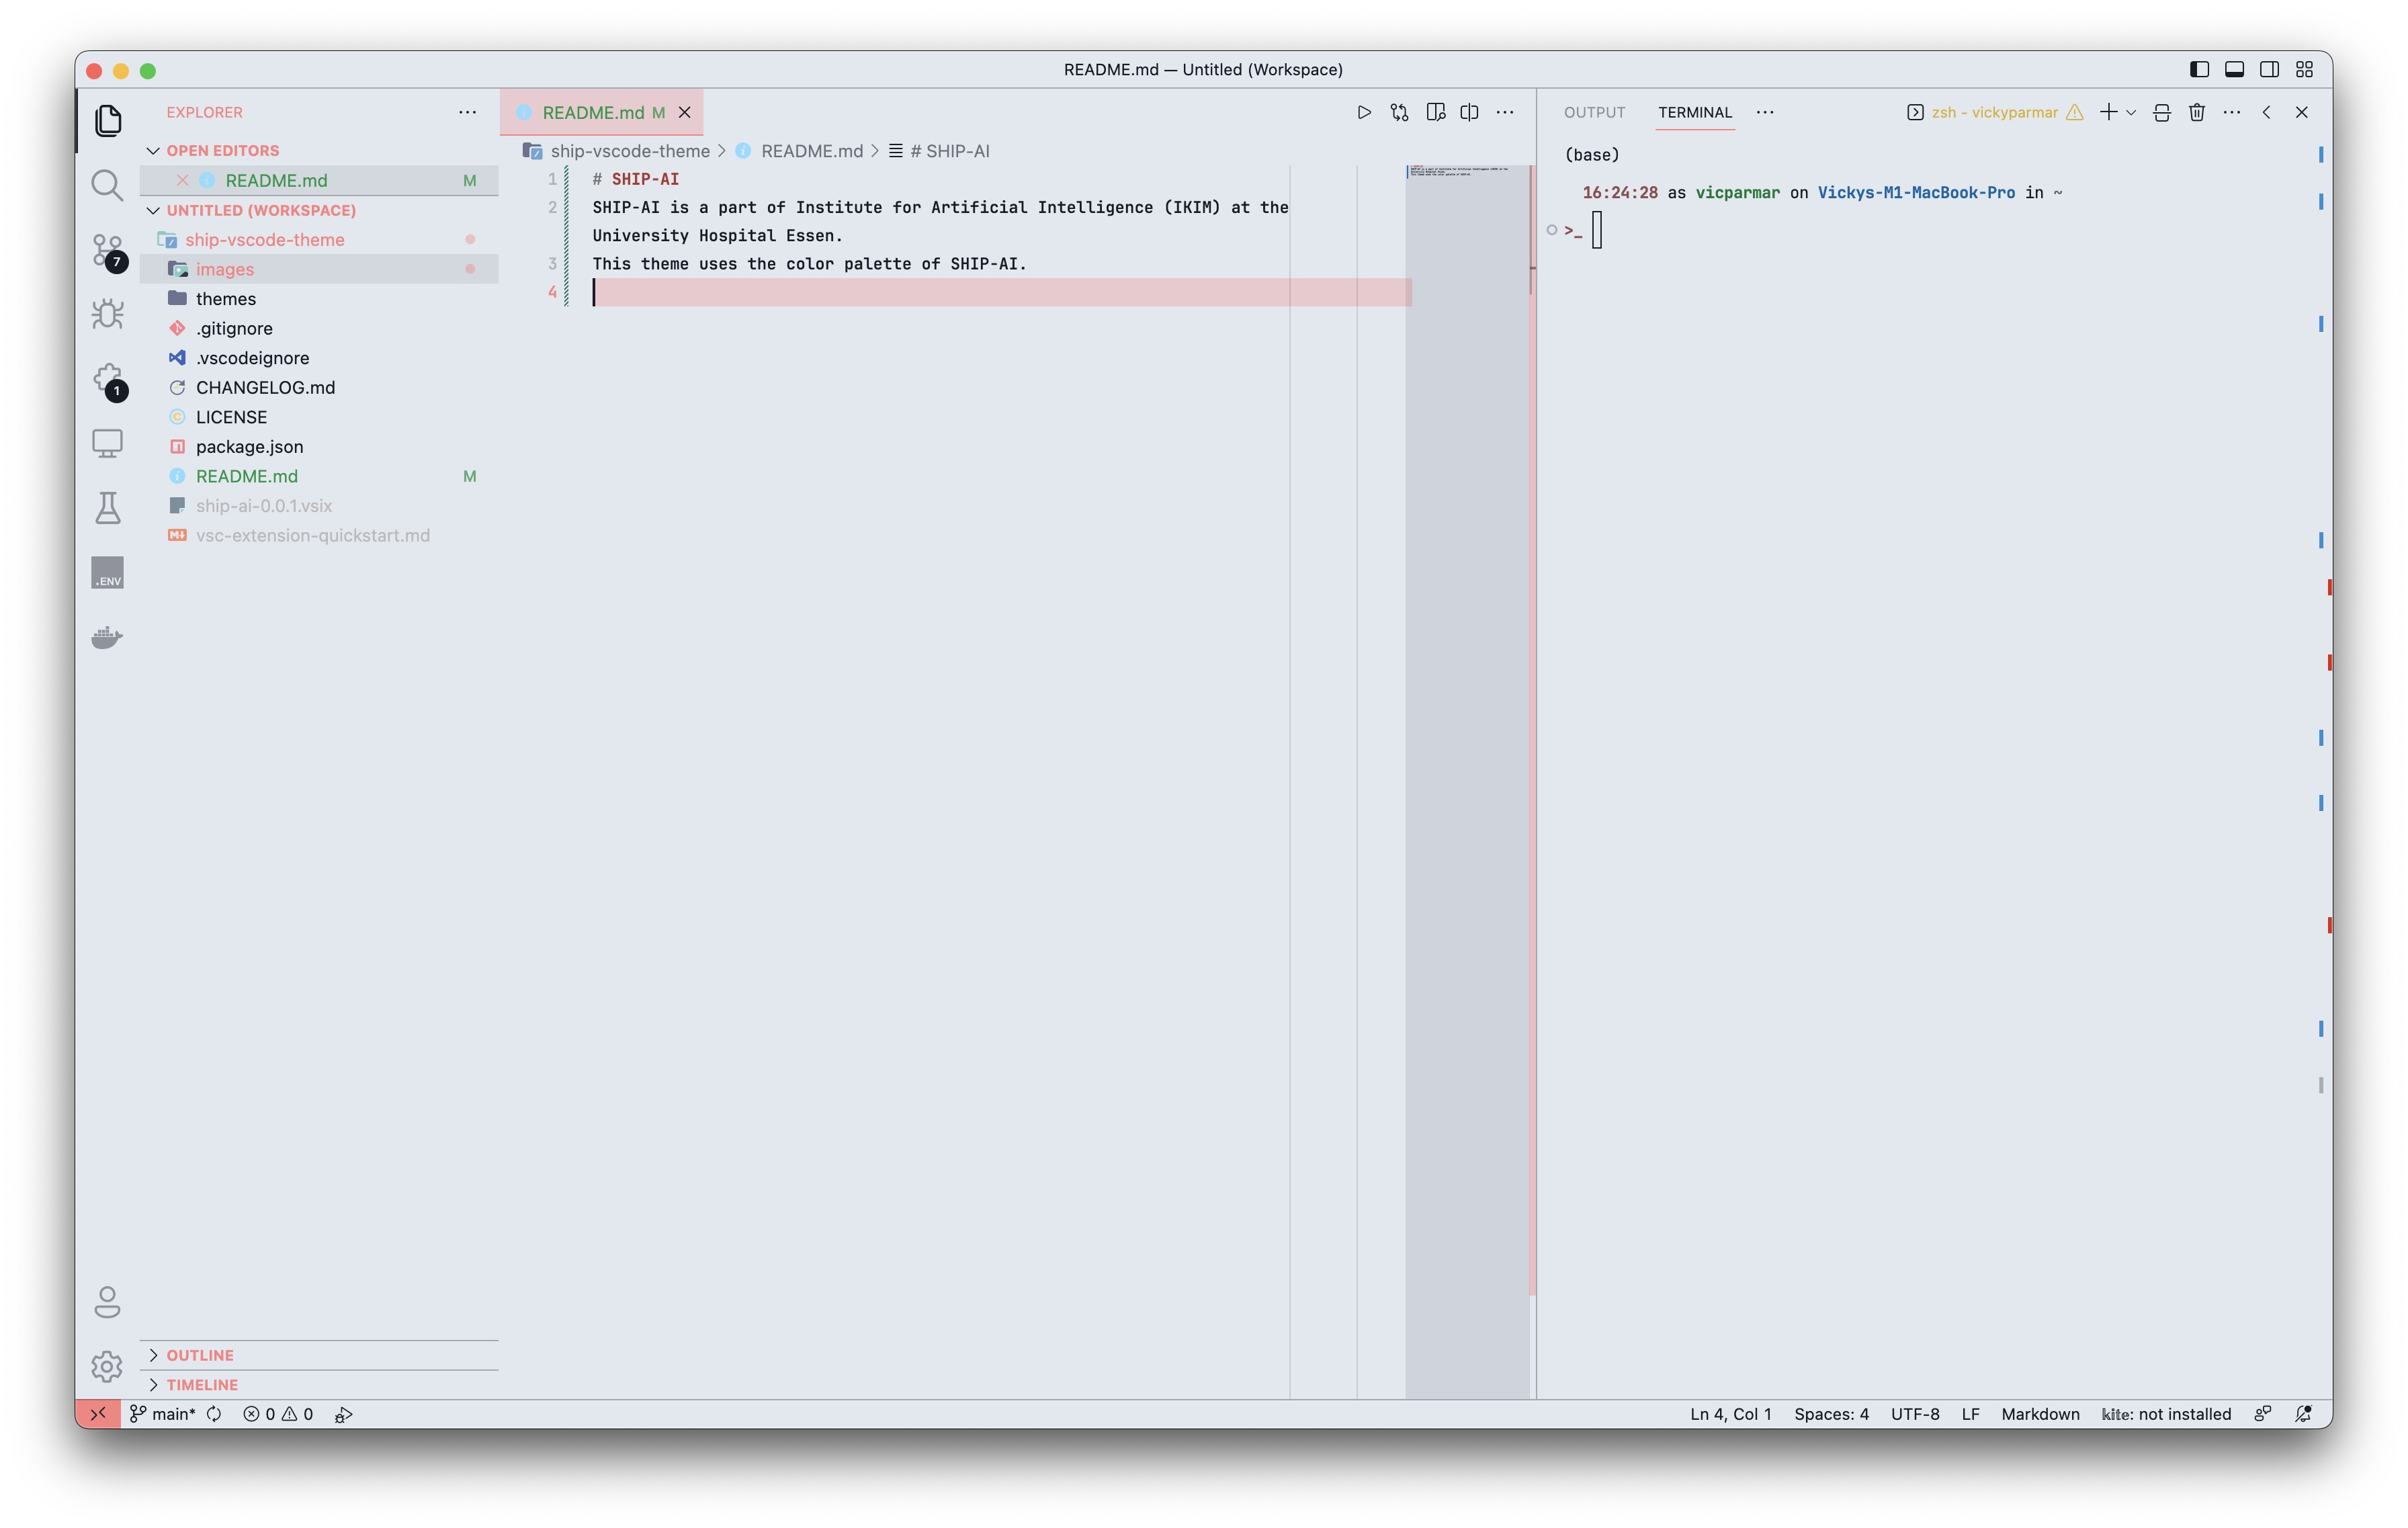 README.md — Untitled (Workspace)
EXPLORER
OPEN EDITORS
README.md M
UNTITLED (WORKSPACE)
ship-vscode-theme
images
themes
.gitignore
.vscodeignore
CHANGELOG.md
LICENSE
package.json
README.md M
ship-ai-0.0.1.vsix
vsc-extension-quickstart.md
OUTLINE
TIMELINE
7
1
.ENV
README.md M
ship-vscode-theme > README.md > # SHIP-AI
1 # SHIP-AI
2 SHIP-AI is a part of Institute for Artificial Intelligence (IKIM) at the
University Hospital Essen.
3 This theme uses the color palette of SHIP-AI.
4
OUTPUT TERMINAL zsh - vickyparmar
(base)
16:24:28 as vicparmar on Vickys-M1-MacBook-Pro in ~
>_
main* 0 0 Ln 4, Col 1 Spaces: 4 UTF-8 LF Markdown kite: not installed